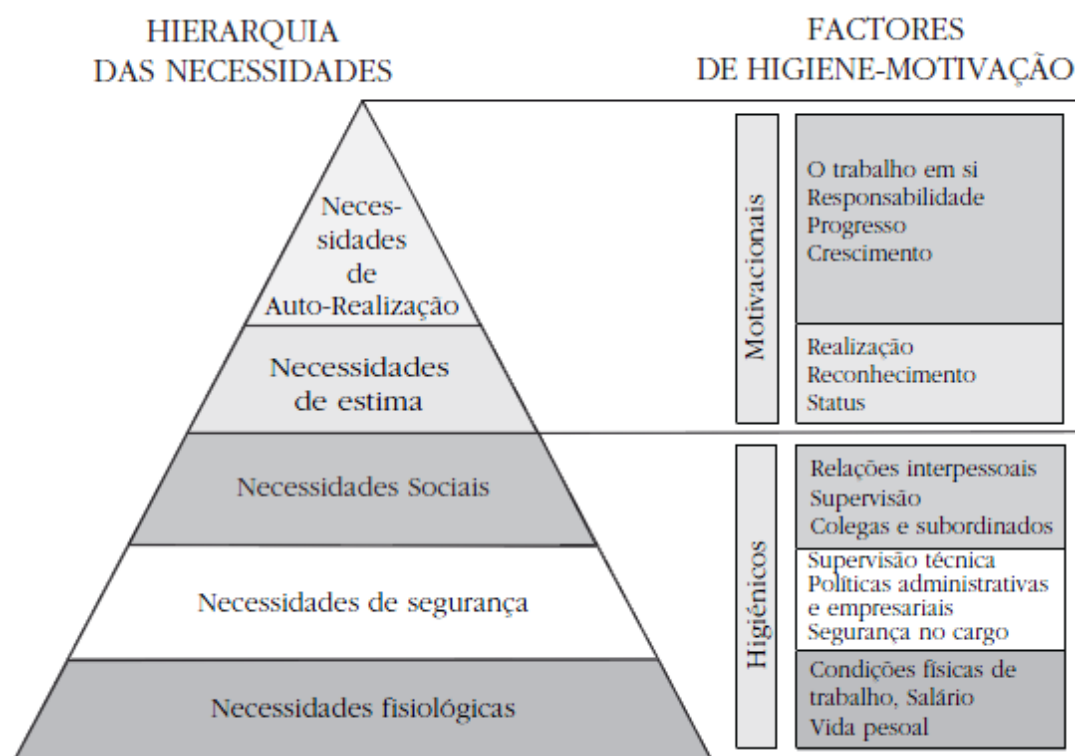 HIERARQUIA
DAS NECESSIDADES
Neces-
sidades
de
Auto-Realização
Necessidades
de estima
Necessidades Sociais
Necessidades de segurança
Necessidades fisiológicas
FACTORES
DE HIGIENE-MOTIVAÇÃO
Motivacionais
O trabalho em si
Responsabilidade
Progresso
Crescimento
Realização
Reconhecimento
Status
Higiénicos
Relações interpessoais
Supervisão
Colegas e subordinados
Supervisão técnica
Políticas administrativas
e empresariais
Segurança no cargo
Condições físicas de
trabalho, Salário
Vida pesoal